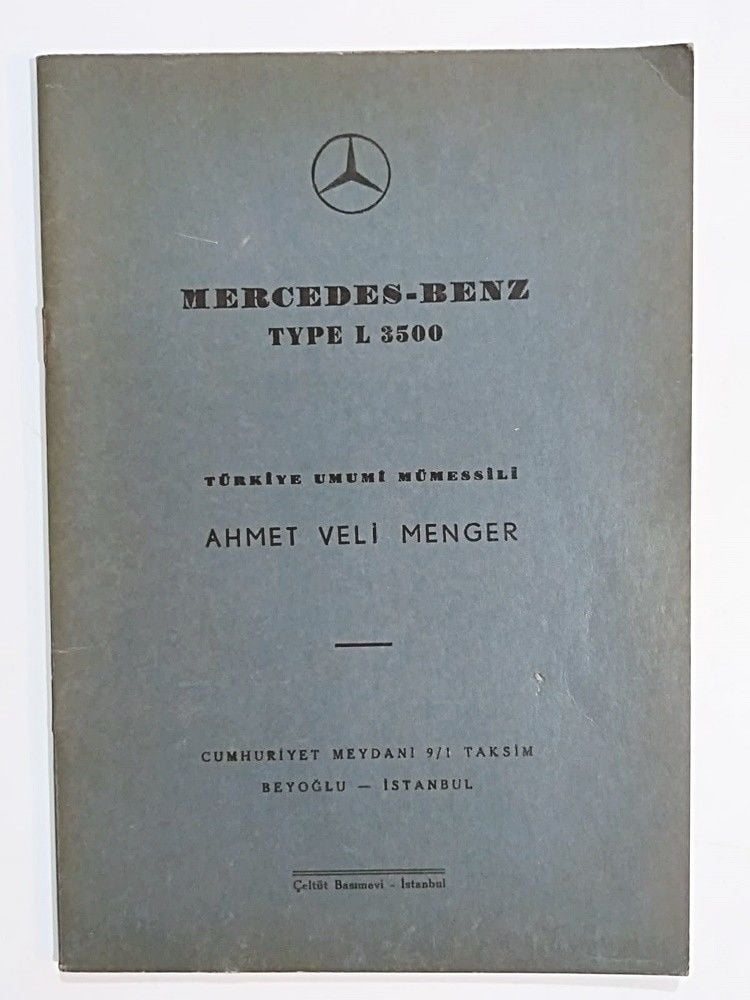 MERCEDES-BENZ
TYPE L 3500
TÜRKİYE UMUMİ MÜMESSİLİ
AHMET VELİ MENGER
CUMHURİYET MEYDANI 9/1 TAKSİM
BEYOĞLU — İSTANBUL
Çeltüt Basımevi - İstanbul